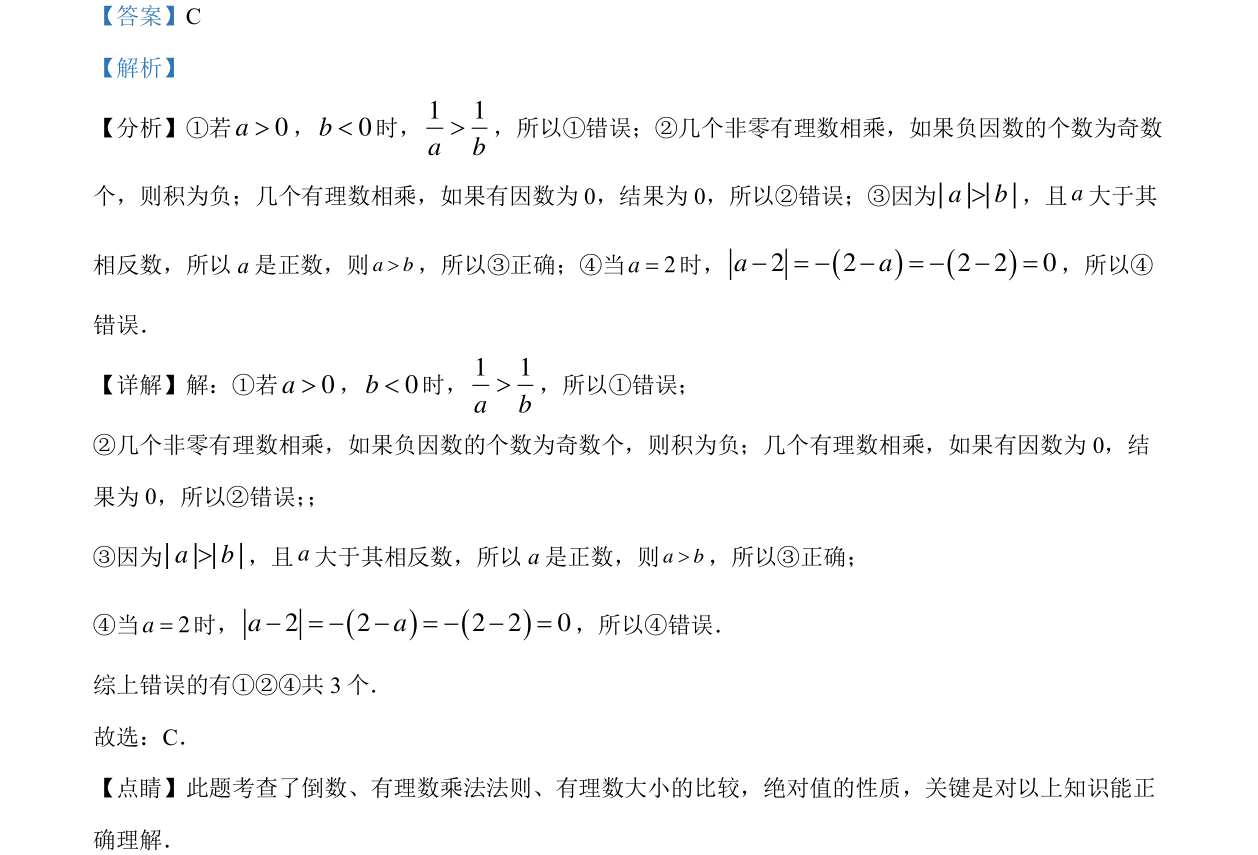 【答案】C
【解析】
【分析】①若 a > 0，b < 0 时，1/a > 1/b，所以①错误；②几个非零有理数相乘，如果负因数的个数为奇数
个，则积为负；几个有理数相乘，如果有因数为 0，结果为 0，所以②错误；③因为|a|>|b|，且 a 大于其
相反数，所以 a 是正数，则 a > b，所以③正确；④当 a = 2 时，|a−2| = −(2−a) = −(2−2) = 0，所以④
错误．
【详解】解：①若 a > 0，b < 0 时，1/a > 1/b，所以①错误；
②几个非零有理数相乘，如果负因数的个数为奇数个，则积为负；几个有理数相乘，如果有因数为 0，结
果为 0，所以②错误；；
③因为|a|>|b|，且 a 大于其相反数，所以 a 是正数，则 a > b，所以③正确；
④当 a = 2 时，|a−2| = −(2−a) = −(2−2) = 0，所以④错误．
综上错误的有①②④共 3 个．
故选：C．
【点睛】此题考查了倒数、有理数乘法法则、有理数大小的比较，绝对值的性质，关键是对以上知识能正
确理解．